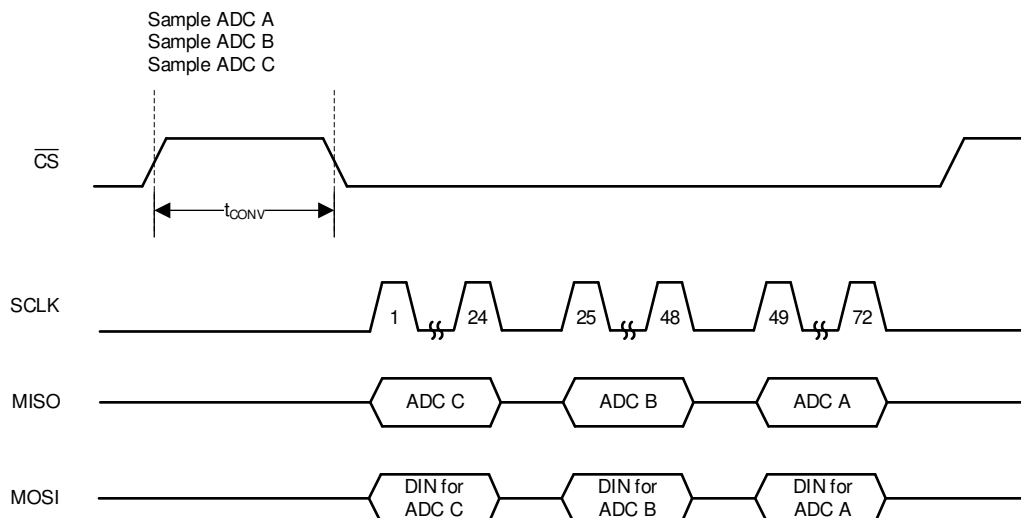 Sample ADC A
Sample ADC B
Sample ADC C
CS
tCONV
SCLK
1 24 25 48 49 72
MISO
ADC C ADC B ADC A
MOSI
DIN for DIN for DIN for
ADC C ADC B ADC A